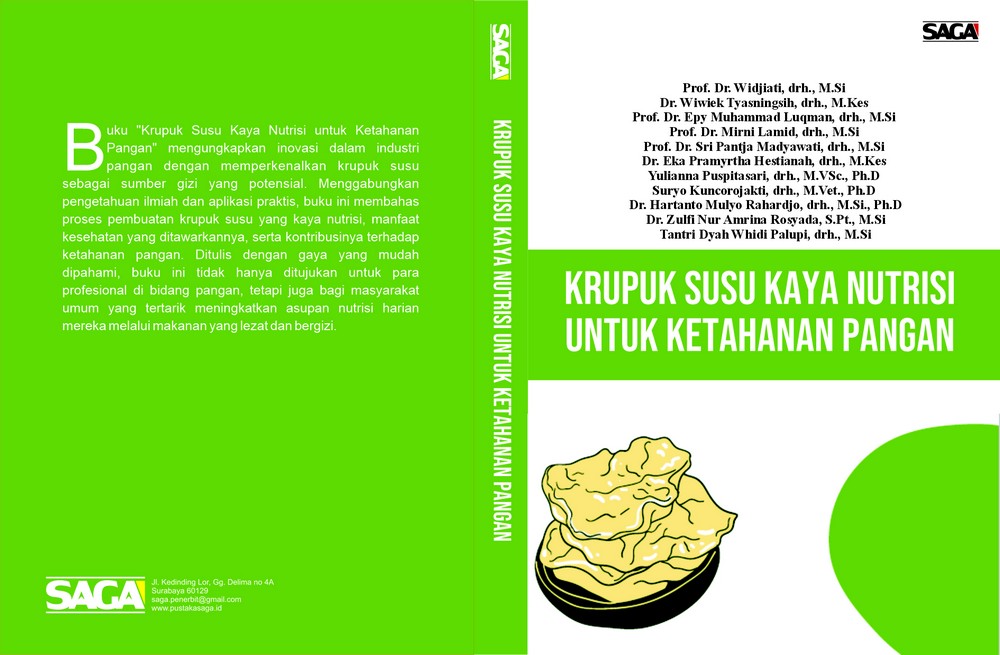 Buku "Krupuk Susu Kaya Nutrisi untuk Ketahanan
Pangan" mengungkapkan inovasi dalam industri
pangan dengan memperkenalkan krupuk susu
sebagai sumber gizi yang potensial. Menggabungkan
pengetahuan ilmiah dan aplikasi praktis, buku ini membahas
proses pembuatan krupuk susu yang kaya nutrisi, manfaat
kesehatan yang ditawarkannya, serta kontribusinya terhadap
ketahanan pangan. Ditulis dengan gaya yang mudah
dipahami, buku ini tidak hanya ditujukan untuk para
profesional di bidang pangan, tetapi juga bagi masyarakat
umum yang tertarik meningkatkan asupan nutrisi harian
mereka melalui makanan yang lezat dan bergizi.
SAGA
Jl. Kedinding Lor, Gg. Delima no 4A
Surabaya 60129
saga.penerbit@gmail.com
www.pustakasaga.id
SAGA
KRUPUK SUSU KAYA NUTRISI UNTUK KETAHANAN PANGAN
SAGA
Prof. Dr. Widjiati, drh., M.Si
Dr. Wiwiek Tyasningsih, drh., M.Kes
Prof. Dr. Epy Muhammad Luqman, drh., M.Si
Prof. Dr. Mirni Lamid, drh., M.Si
Prof. Dr. Sri Pantja Madyawati, drh., M.Si
Dr. Eka Pramyrtha Hestianah, drh., M.Kes
Yulianna Puspitasari, drh., M.VSc., Ph.D
Suryo Kuncorojakti, drh., M.Vet., Ph.D
Dr. Hartanto Mulyo Rahardjo, drh., M.Si., Ph.D
Dr. Zulfi Nur Amrina Rosyada, S.Pt., M.Si
Tantri Dyah Whidi Palupi, drh., M.Si
KRUPUK SUSU KAYA NUTRISI
UNTUK KETAHANAN PANGAN